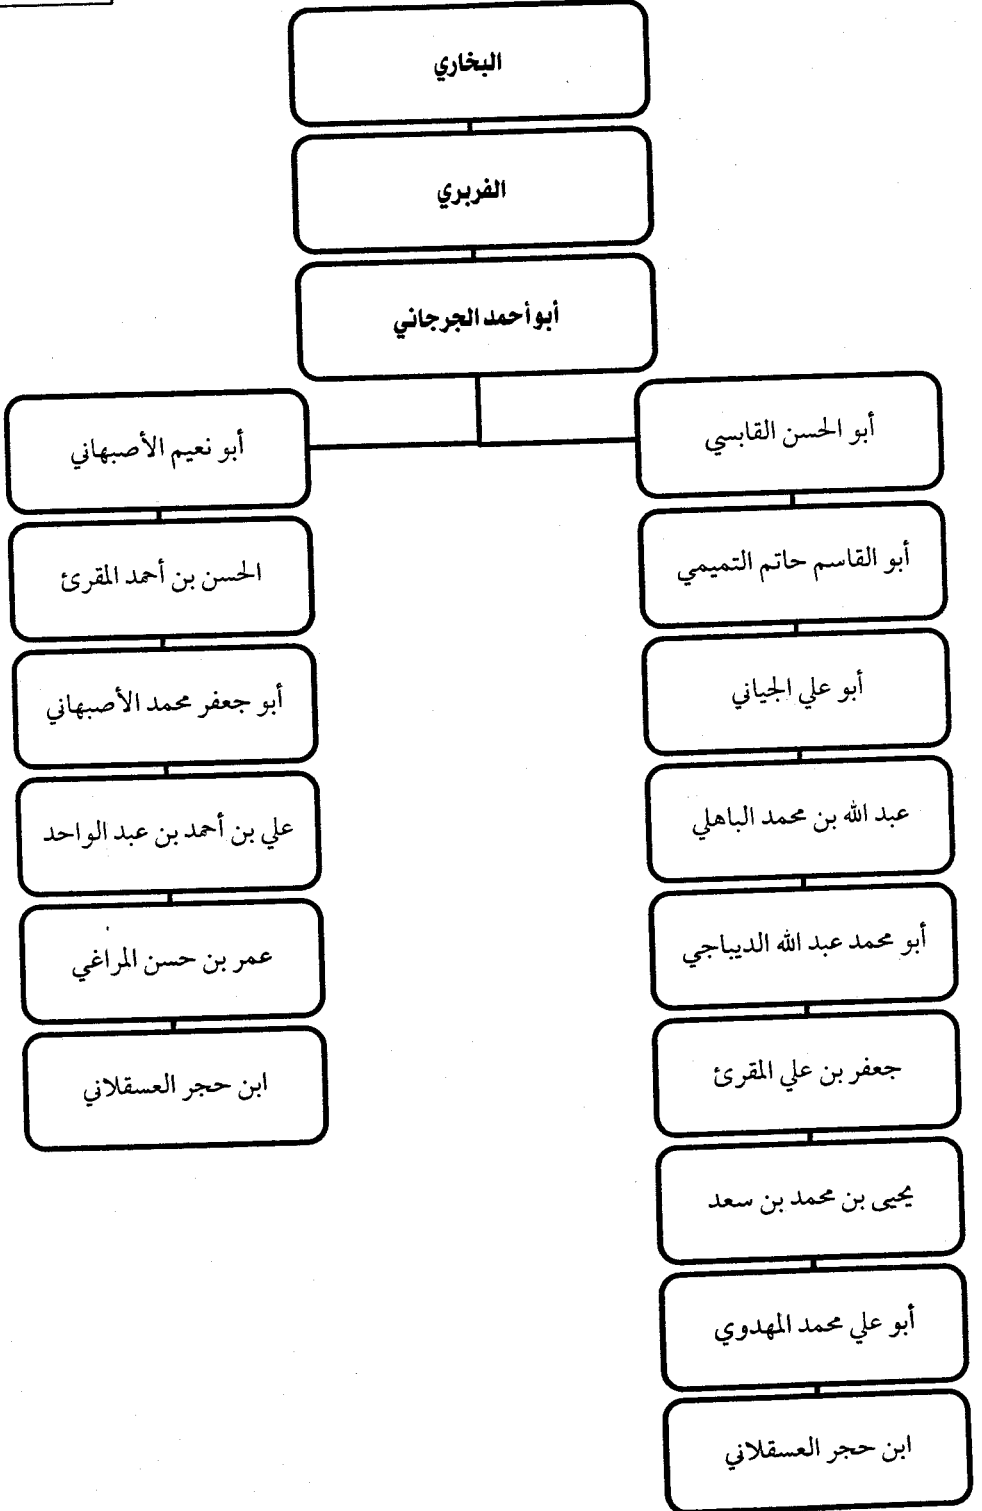 البخاري
الفربري
أبو أحمد الجرجاني
أبو الحسن القابسي
أبو القاسم حاتم التميمي
أبو علي الجياني
عبد الله بن محمد الباهلي
أبو محمد عبد الله الديباجي
جعفر بن علي المقرئ
يحيى بن محمد بن سعد
أبو علي محمد المهدوي
ابن حجر العسقلاني
أبو نعيم الأصبهاني
الحسن بن أحمد المقرئ
أبو جعفر محمد الأصبهاني
علي بن أحمد بن عبد الواحد
عمر بن حسن المراغي
ابن حجر العسقلاني